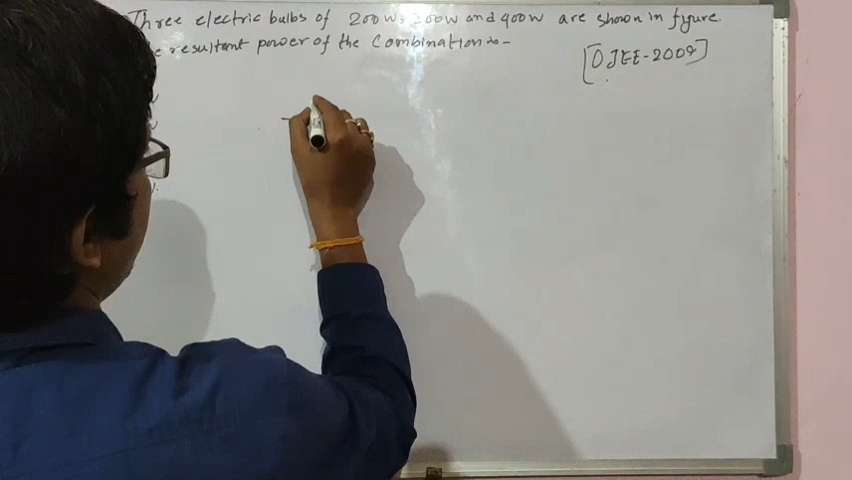 Three electric bulbs of 200W, 200W and 400W are shown in figure.
resultant power of the Combination is -
[OJEE-2009]